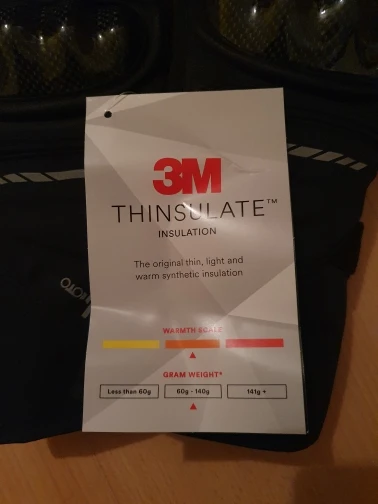 3M
THINSULATE™
INSULATION
The original thin, light and
warm synthetic insulation
WARMTH SCALE
GRAM WEIGHT*
Less than 60g
60g - 140g
141g +
MOTO